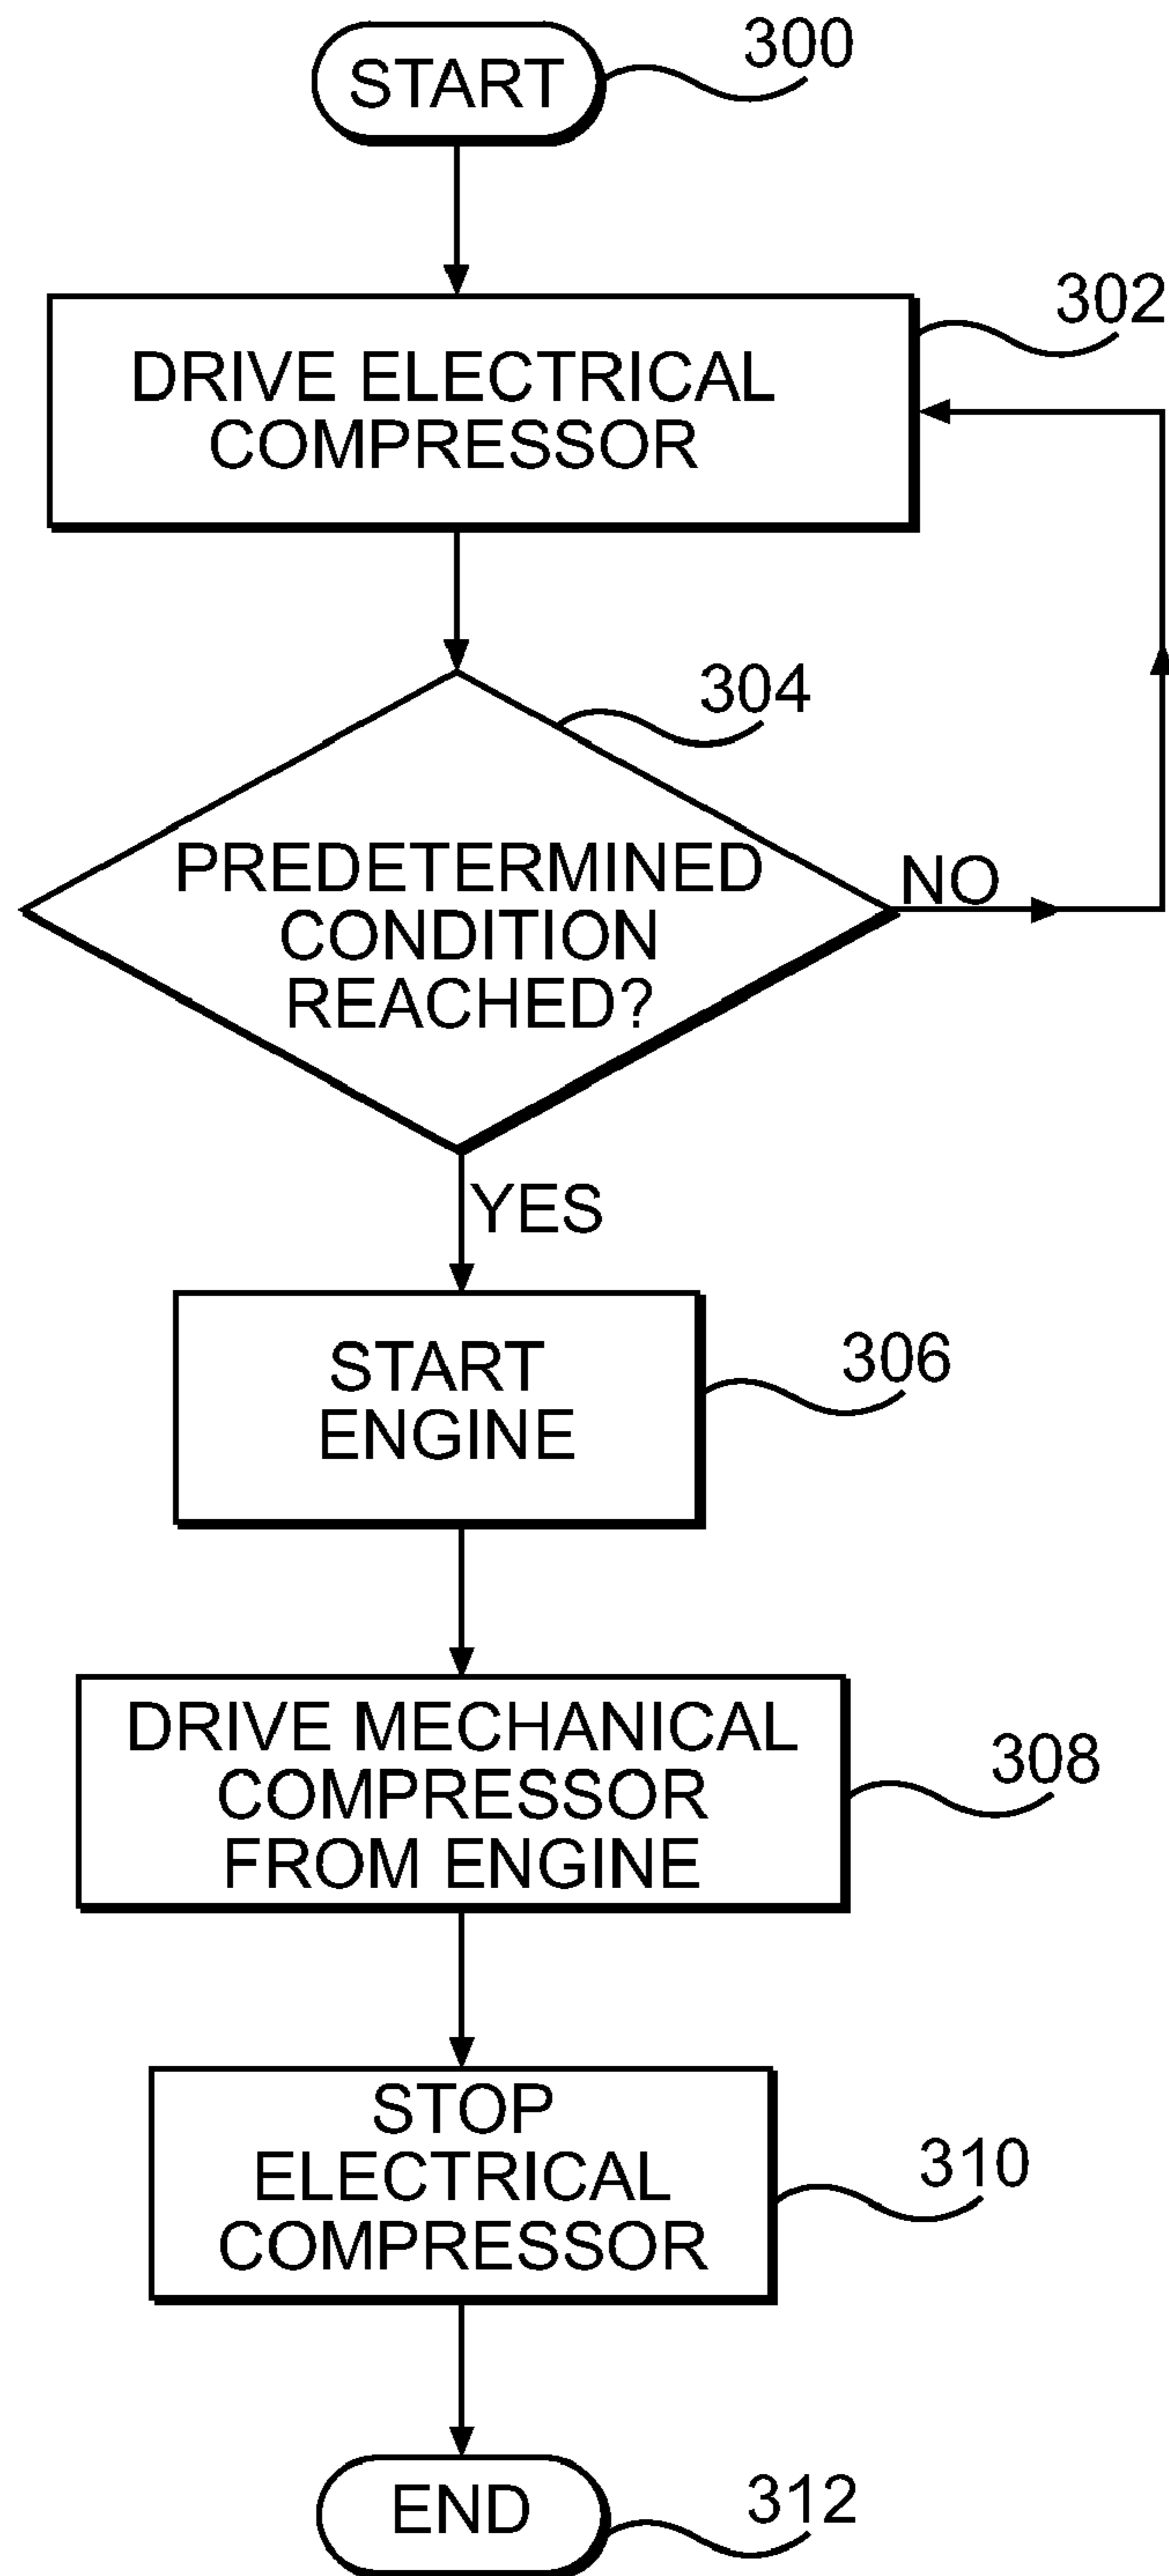 START
300
302
DRIVE ELECTRICAL
COMPRESSOR
304
PREDETERMINED
CONDITION
REACHED?
NO
YES
START
ENGINE
306
DRIVE MECHANICAL
COMPRESSOR
FROM ENGINE
308
STOP
ELECTRICAL
COMPRESSOR
310
END
312